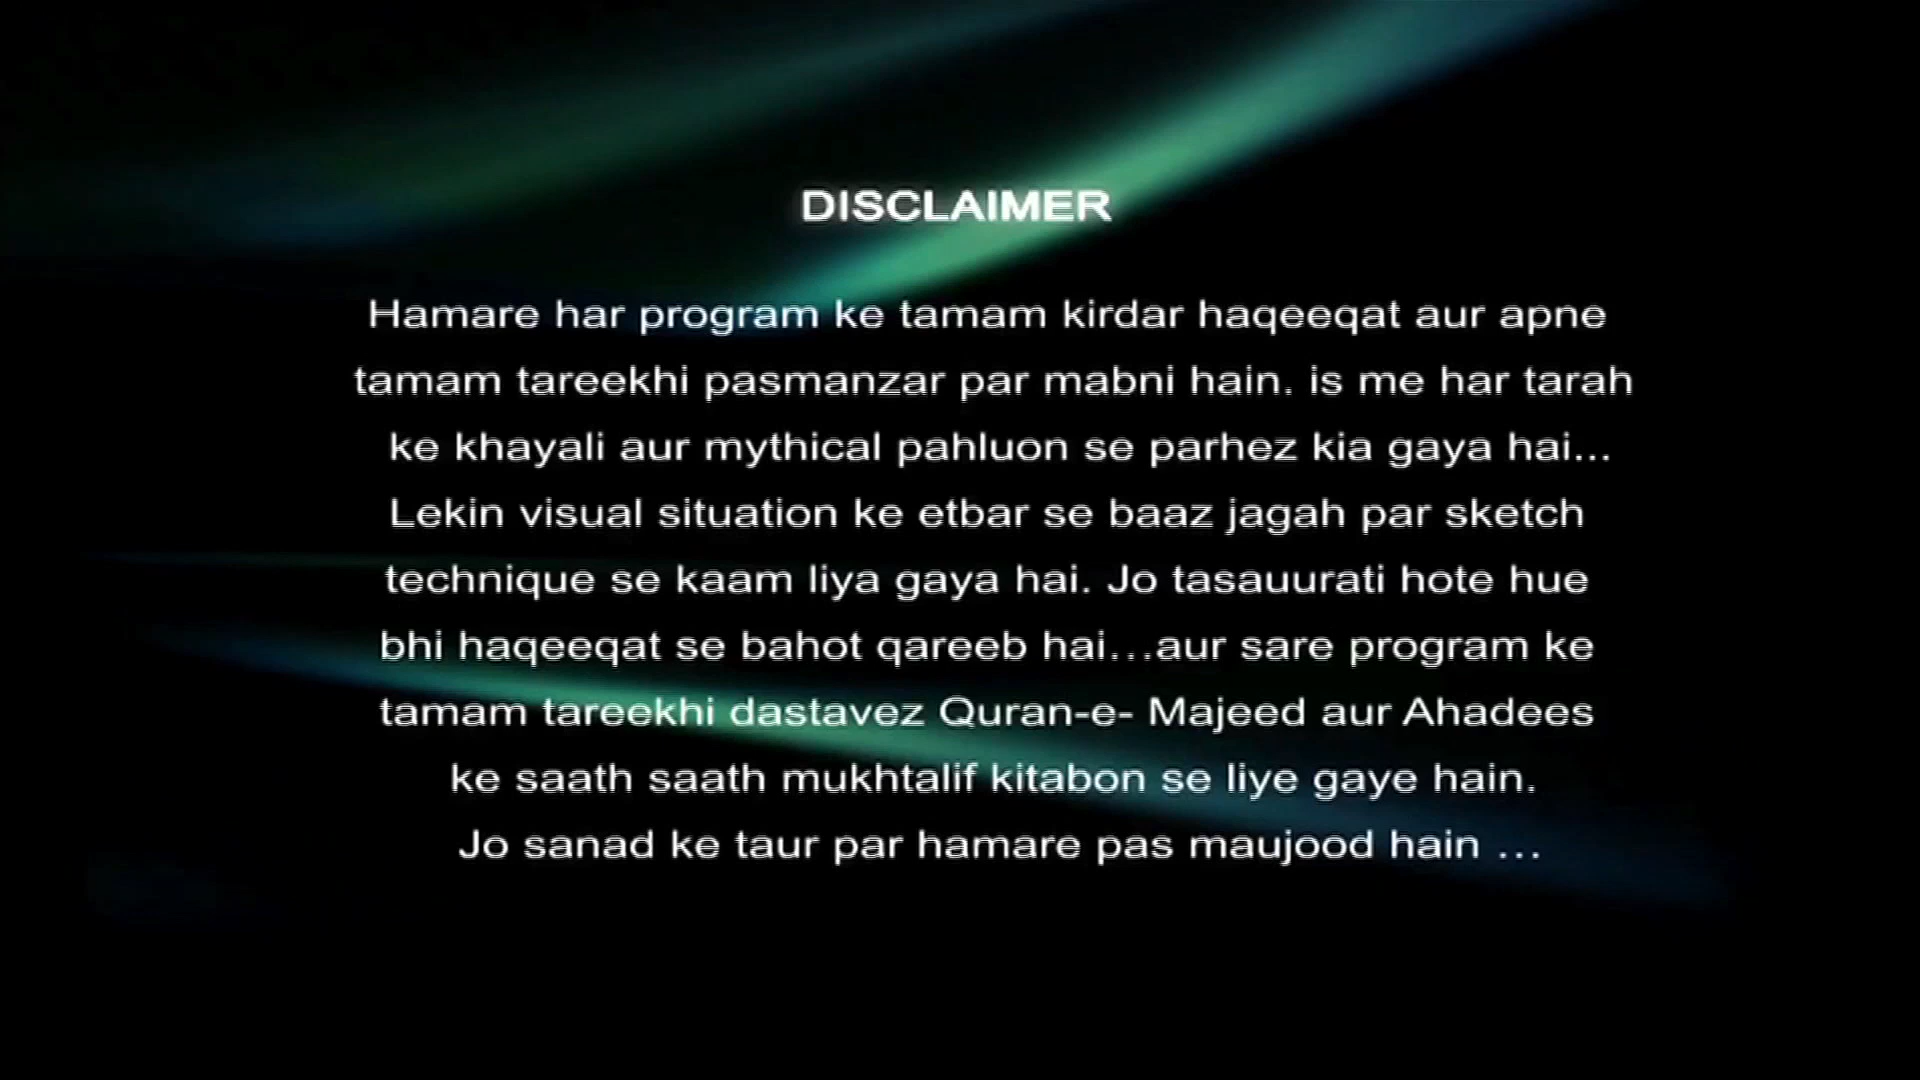 DISCLAIMER
Hamare har program ke tamam kirdar haqeeqat aur apne
tamam tareekhi pasmanzar par mabni hain. is me har tarah
ke khayali aur mythical pahluon se parhez kia gaya hai...
Lekin visual situation ke etbar se baaz jagah par sketch
technique se kaam liya gaya hai. Jo tasauurati hote hue
bhi haqeeqat se bahot qareeb hai...aur sare program ke
tamam tareekhi dastavez Quran-e- Majeed aur Ahadees
ke saath saath mukhtalif kitabon se liye gaye hain.
Jo sanad ke taur par hamare pas maujood hain ...